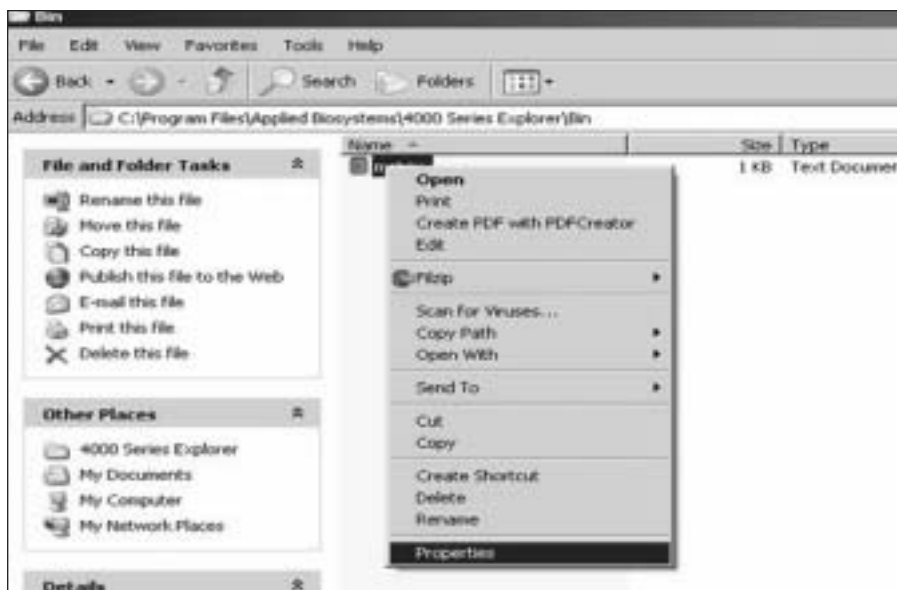 Bin
File Edit View Favorites Tools Help
Back Search Folders
Address C:\Program Files\Applied Biosystems\4000 Series Explorer\Bin
Name Size Type
1 KB Text Documen
File and Folder Tasks
Rename this file
Move this file
Copy this file
Publish this file to the Web
E-mail this file
Print this file
Delete this file
Other Places
4000 Series Explorer
My Documents
My Computer
My Network Places
Details
Open
Print
Create PDF with PDFCreator
Edit
Filzip
Scan for Viruses...
Copy Path
Open With
Send To
Cut
Copy
Create Shortcut
Delete
Rename
Properties